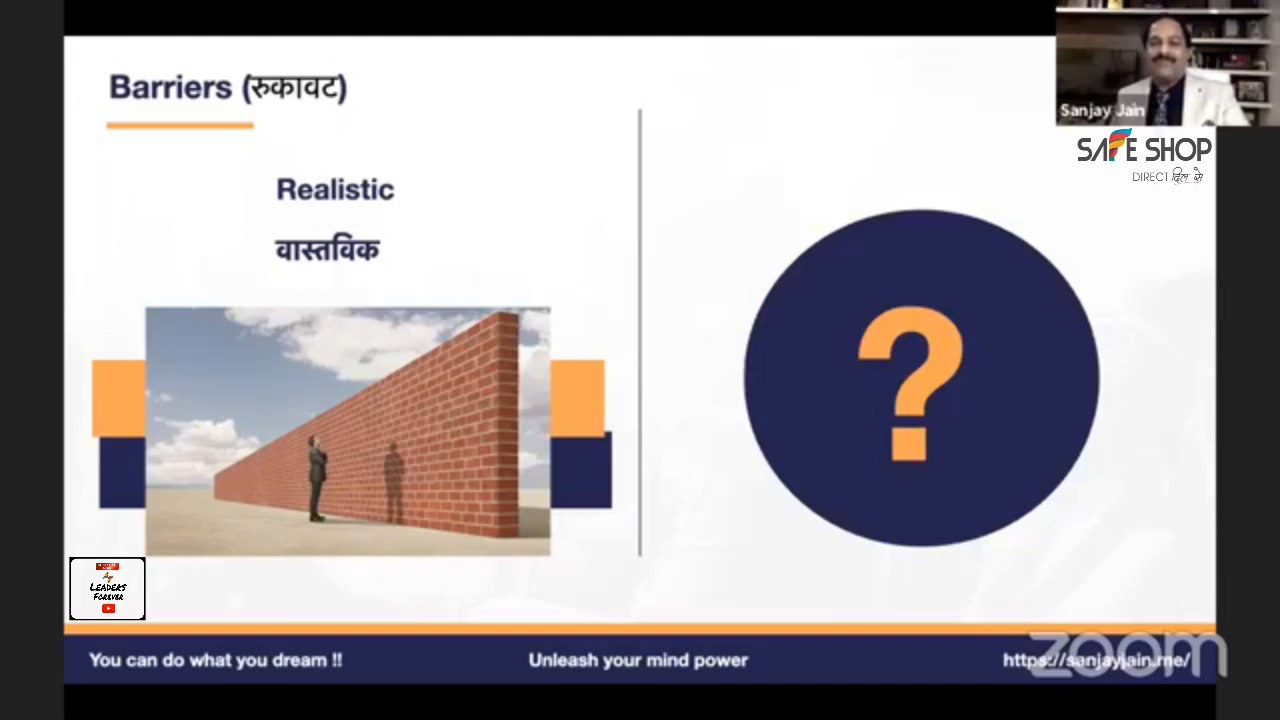 Barriers (रुकावट)
Realistic
वास्तविक
?
Sanjay Jain
SAFE SHOP
DIRECT दिल से
LEADERS
FOREVER
You can do what you dream !!
Unleash your mind power
https://sanjayjain.me/
zoom